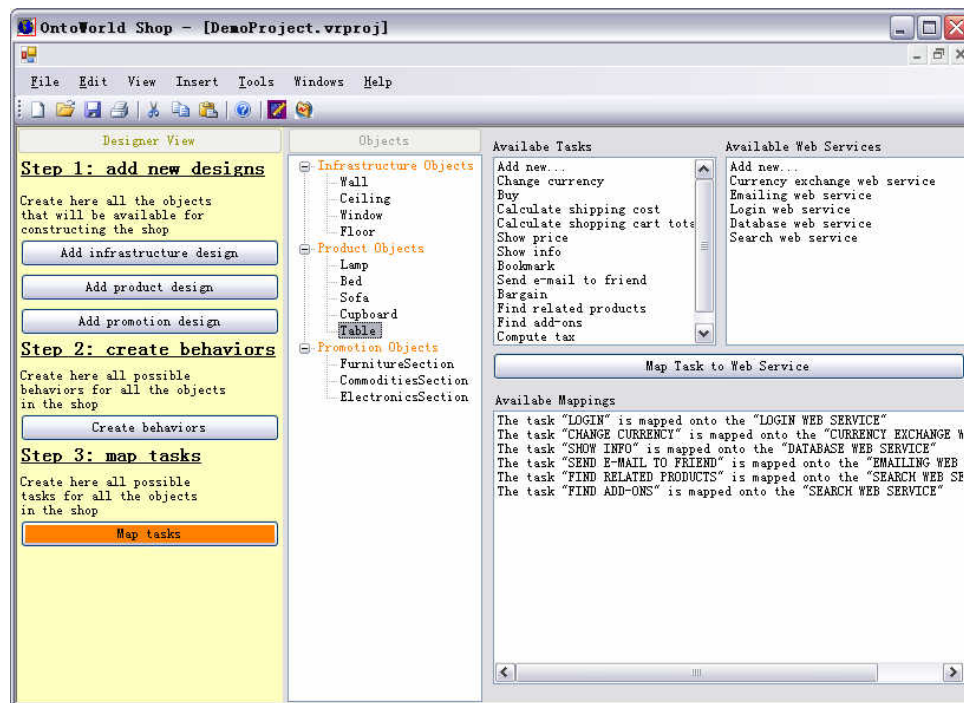 OntoWorld Shop - [DemoProject.vrproj]
File Edit View Insert Tools Windows Help
Designer View
Step 1: add new designs
Create here all the objects
that will be available for
constructing the shop
Add infrastructure design
Add product design
Add promotion design
Step 2: create behaviors
Create here all possible
behaviors for all the objects
in the shop
Create behaviors
Step 3: map tasks
Create here all possible
tasks for all the objects
in the shop
Map tasks
Objects
Infrastructure Objects
Wall
Ceiling
Window
Floor
Product Objects
Lamp
Bed
Sofa
Cupboard
Table
Promotion Objects
FurnitureSection
CommoditiesSection
ElectronicsSection
Availabe Tasks
Add new...
Change currency
Buy
Calculate shipping cost
Calculate shopping cart tota
Show price
Show info
Bookmark
Send e-mail to friend
Bargain
Find related products
Find add-ons
Compute tax
Available Web Services
Add new...
Currency exchange web service
Emailing web service
Login web service
Database web service
Search web service
Map Task to Web Service
Availabe Mappings
The task "LOGIN" is mapped onto the "LOGIN WEB SERVICE"
The task "CHANGE CURRENCY" is mapped onto the "CURRENCY EXCHANGE W
The task "SHOW INFO" is mapped onto the "DATABASE WEB SERVICE"
The task "SEND E-MAIL TO FRIEND" is mapped onto the "EMAILING WEB
The task "FIND RELATED PRODUCTS" is mapped onto the "SEARCH WEB SE
The task "FIND ADD-ONS" is mapped onto the "SEARCH WEB SERVICE"